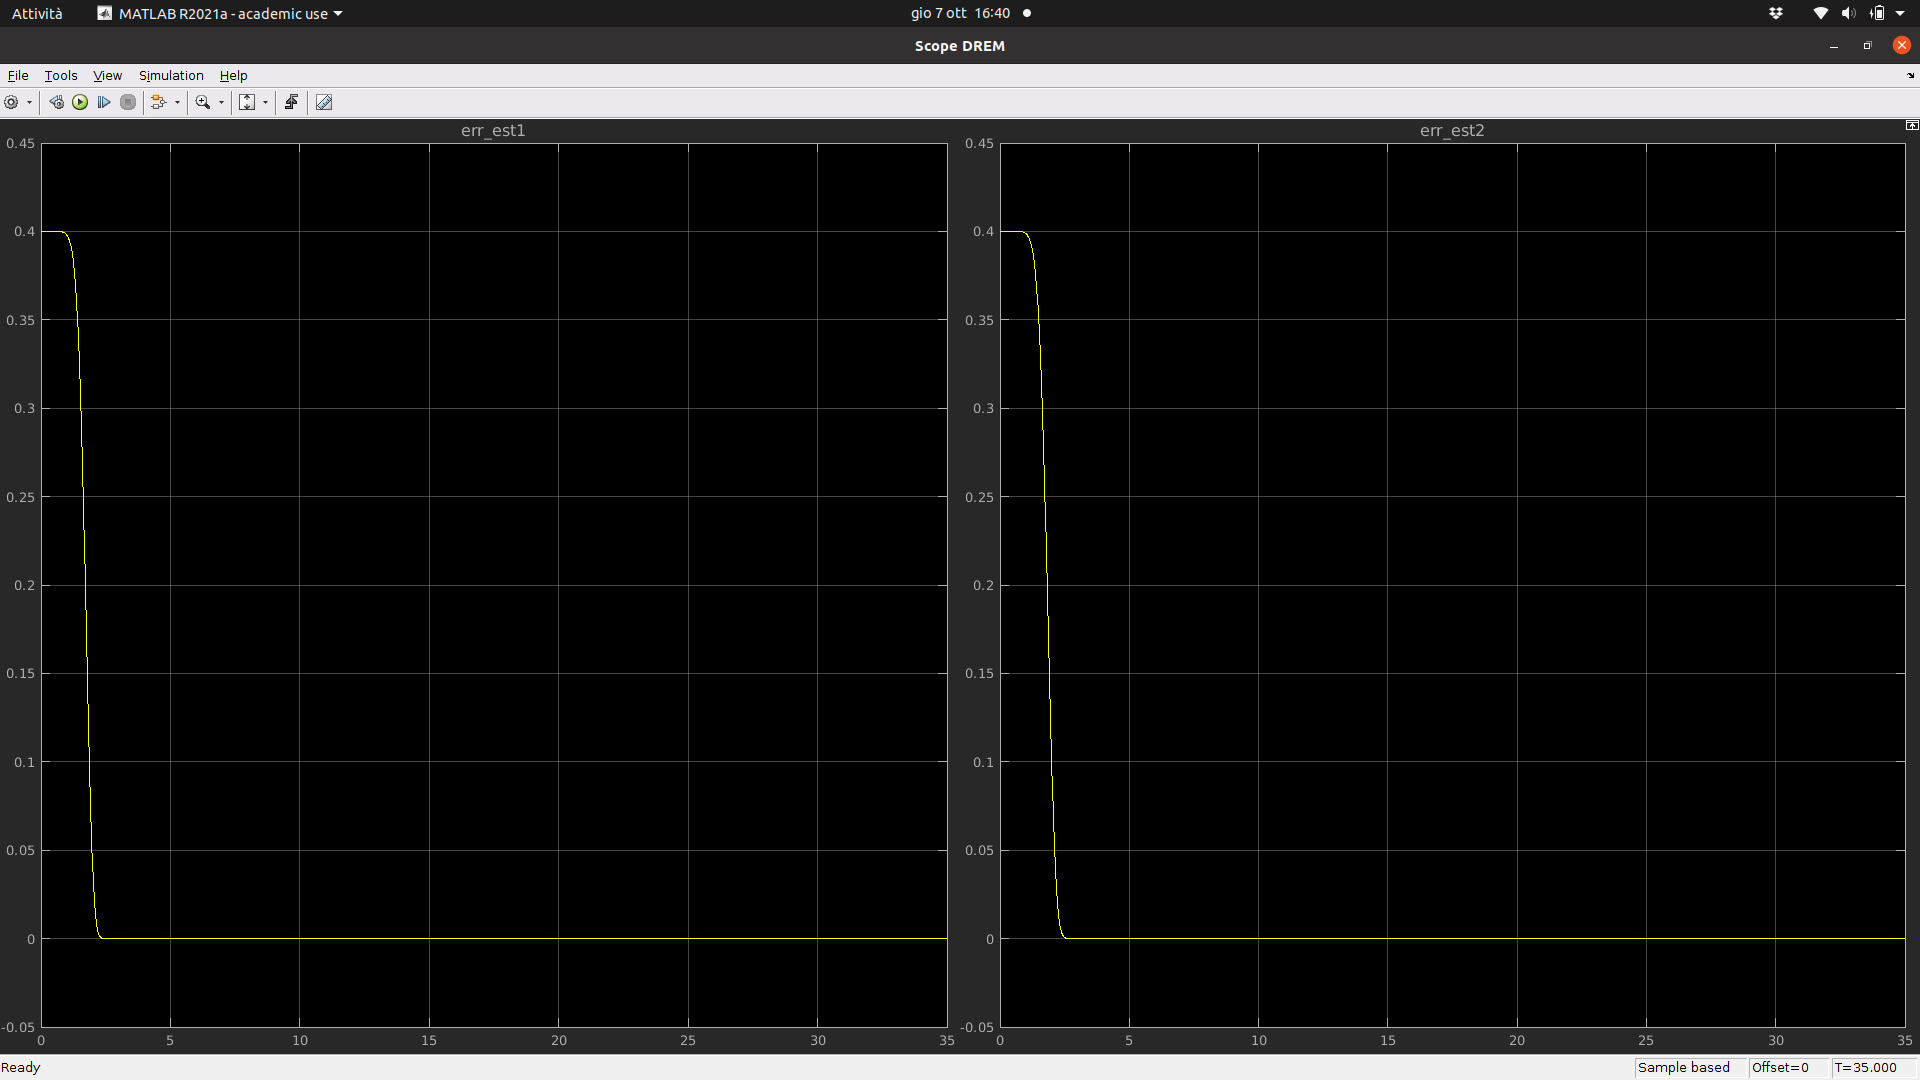 Attività MATLAB R2021a - academic use gio 7 ott 16:40
Scope DREM
File Tools View Simulation Help
err_est1
0.45
0.4
0.35
0.3
0.25
0.2
0.15
0.1
0.05
0
-0.05
0 5 10 15 20 25 30 35
err_est2
0.45
0.4
0.35
0.3
0.25
0.2
0.15
0.1
0.05
0
-0.05
0 5 10 15 20 25 30 35
Ready Sample based Offset=0 T=35.000